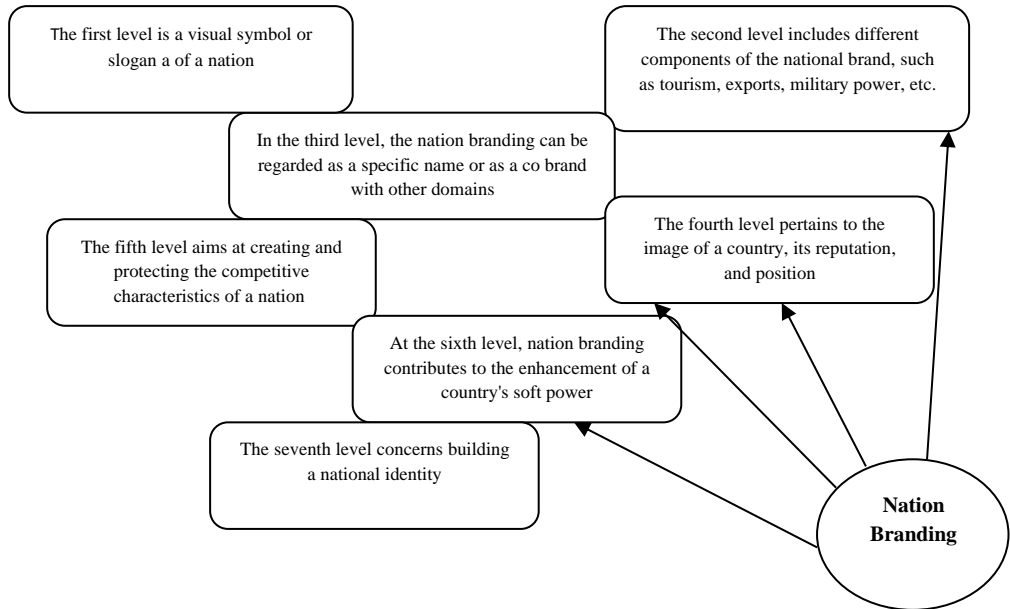 The first level is a visual symbol or
slogan a of a nation
The second level includes different
components of the national brand, such
as tourism, exports, military power, etc.
In the third level, the nation branding can be
regarded as a specific name or as a co brand
with other domains
The fourth level pertains to the
image of a country, its reputation,
and position
The fifth level aims at creating and
protecting the competitive
characteristics of a nation
At the sixth level, nation branding
contributes to the enhancement of a
country's soft power
The seventh level concerns building
a national identity
Nation
Branding